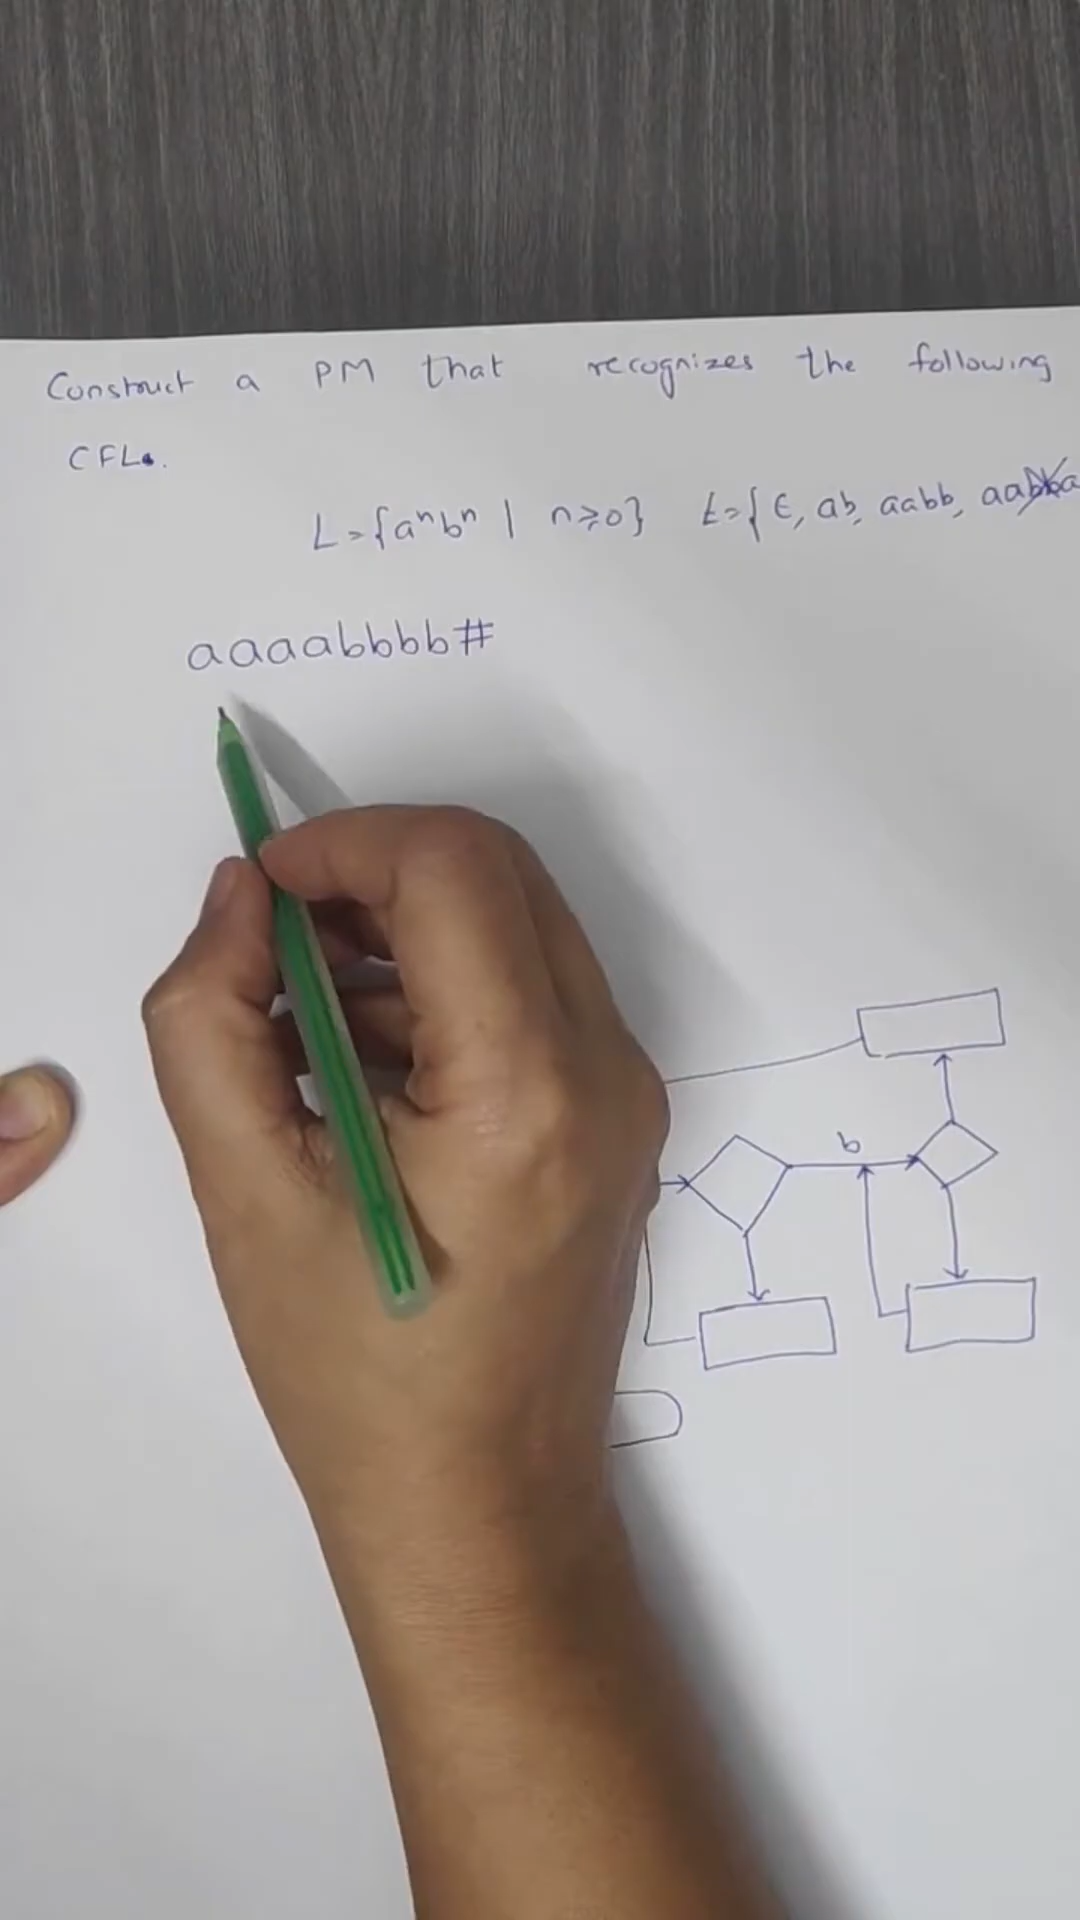 Construct a PM that recognizes the following
CFL.
L = {aⁿbⁿ | n ≥ 0} L = {ϵ, ab, aabb,
aaaabbbb#
b